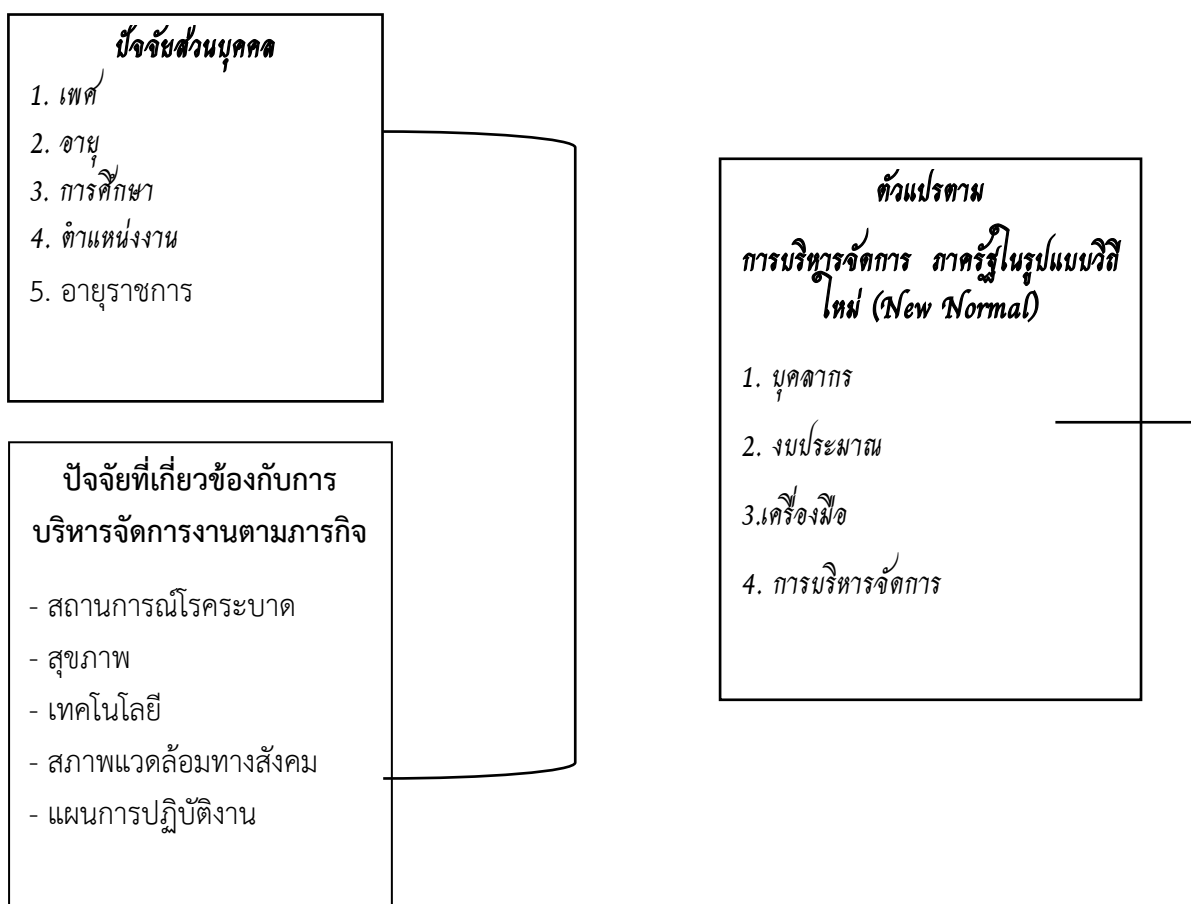 ปัจจัยส่วนบุคคล
1. เพศ
2. อายุ
3. การศึกษา
4. ตำแหน่งงาน
5. อายุราชการ
ปัจจัยที่เกี่ยวข้องกับการ
บริหารจัดการงานตามภารกิจ
- สถานการณ์โรคระบาด
- สุขภาพ
- เทคโนโลยี
- สภาพแวดล้อมทางสังคม
- แผนการปฏิบัติงาน
ตัวแปรตาม
การบริหารจัดการ ภาครัฐในรูปแบบวิถี
ใหม่ (New Normal)
1. บุคลากร
2. งบประมาณ
3.เครื่องมือ
4. การบริหารจัดการ